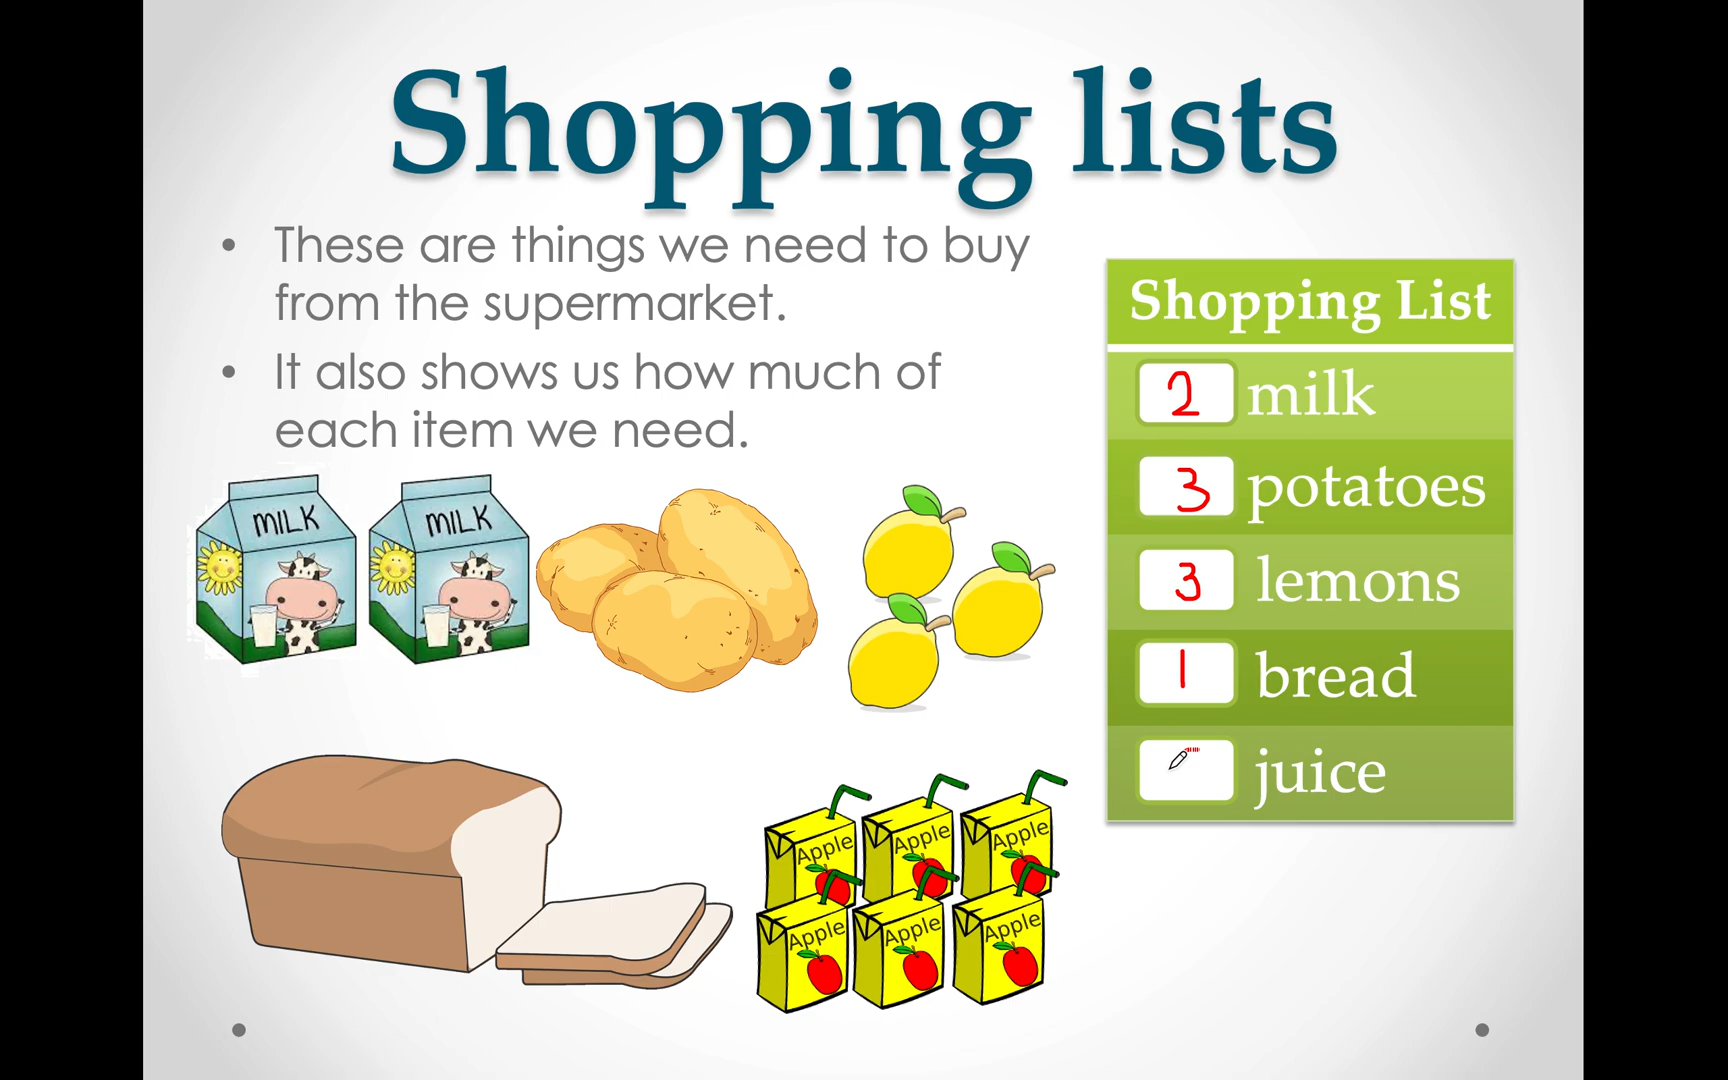 Shopping lists
• These are things we need to buy
from the supermarket.
• It also shows us how much of
each item we need.
Shopping List
2 milk
3 potatoes
3 lemons
1 bread
juice
MILK
MILK
Apple
Apple
Apple
Apple
Apple
Apple